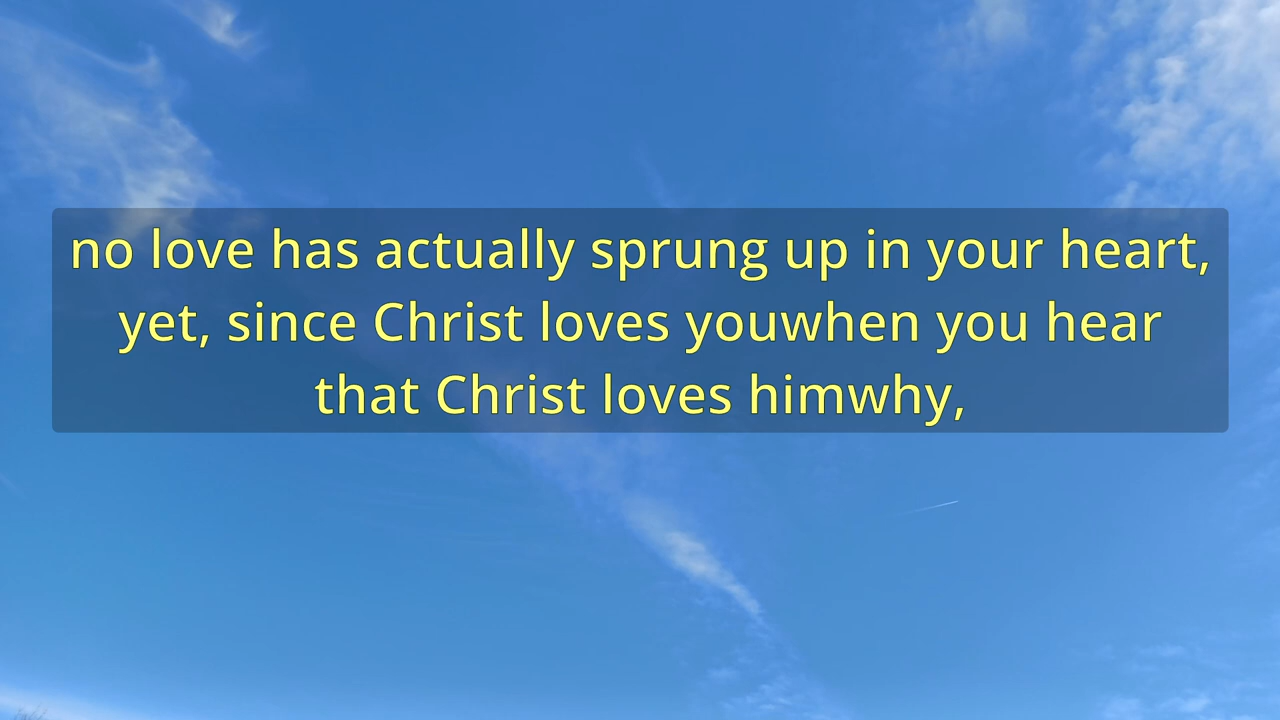 no love has actually sprung up in your heart,
yet, since Christ loves youwhen you hear
that Christ loves himwhy,